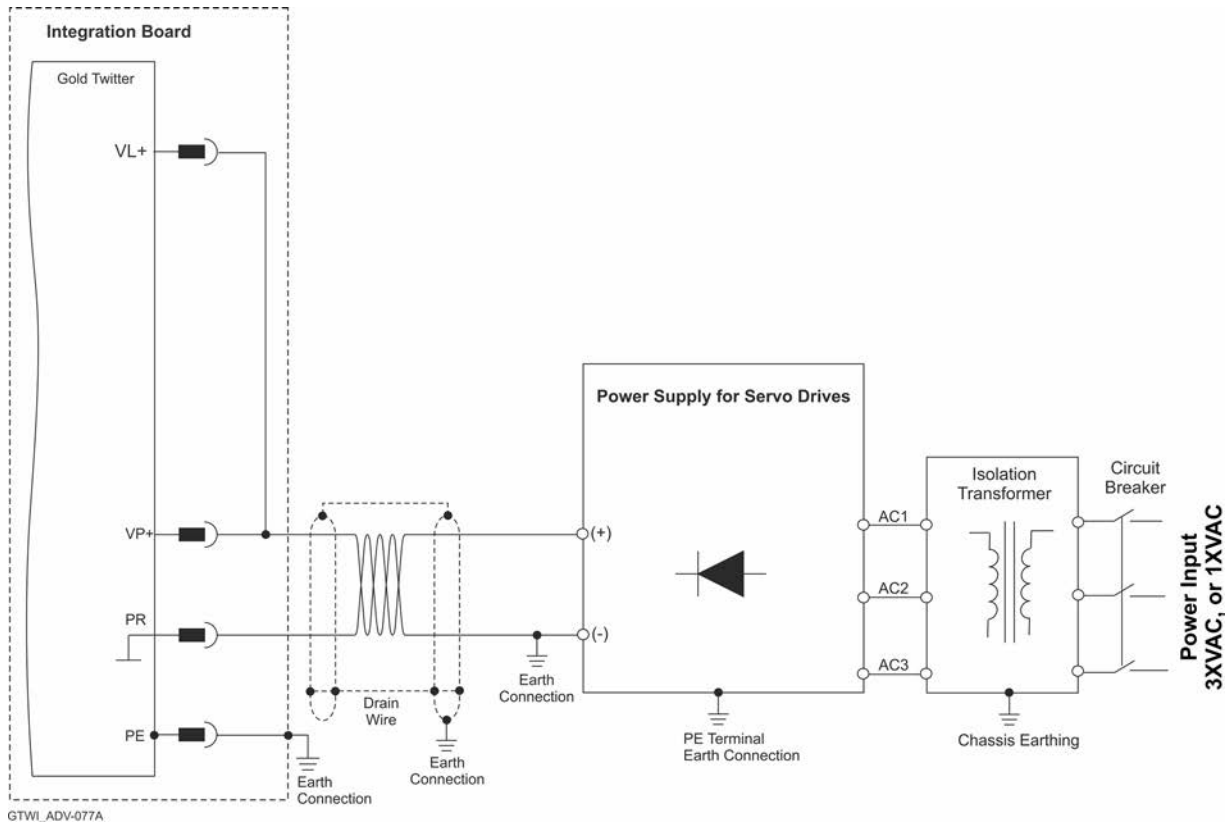 Integration Board
Gold Twitter
VL+
VP+
PR
PE
Drain
Wire
Earth
Connection
Earth
Connection
Earth
Connection
Power Supply for Servo Drives
(+)
(-)
PE Terminal
Earth Connection
AC1
AC2
AC3
Isolation
Transformer
Chassis Earthing
Circuit
Breaker
Power Input
3XVAC, or 1XVAC
GTWI_ADV-077A